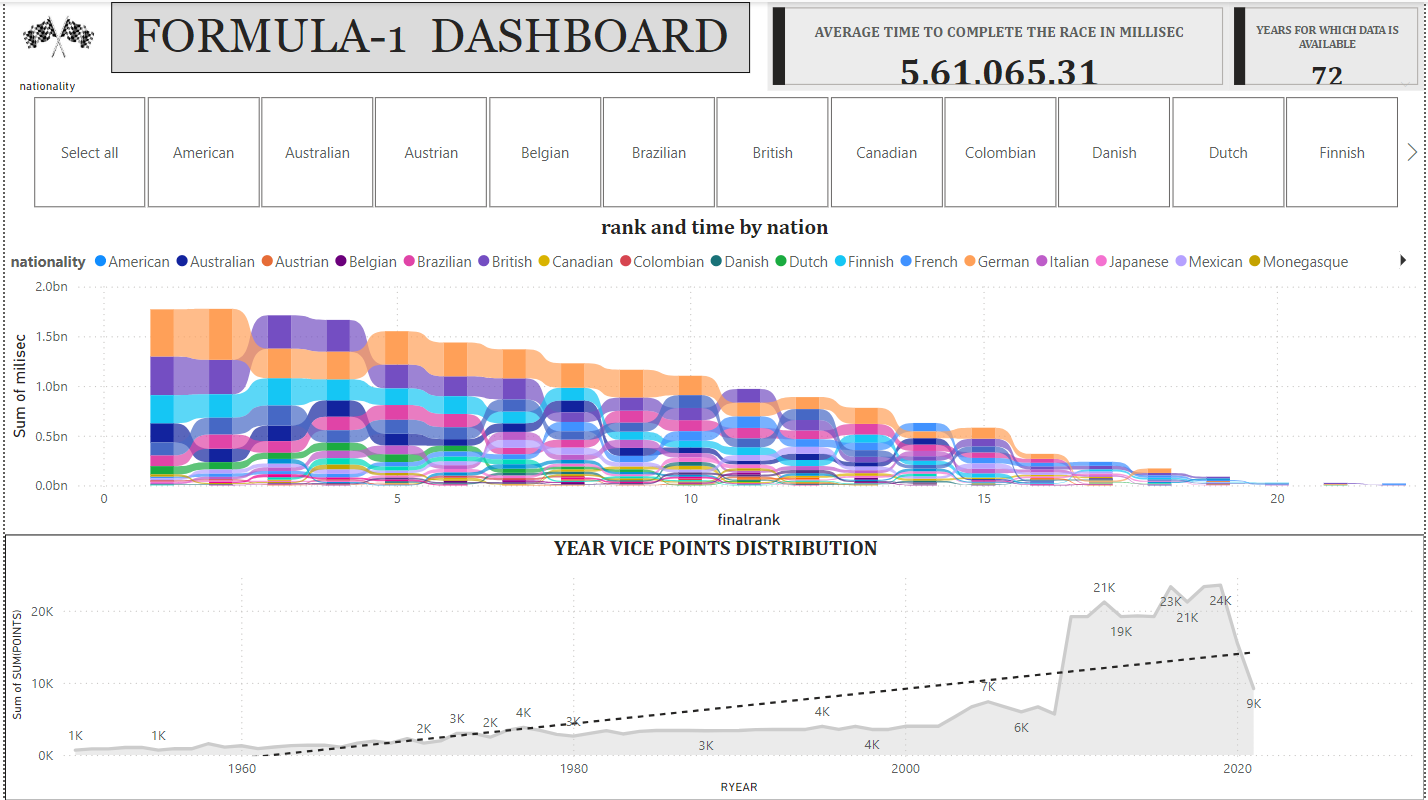 FORMULA-1 DASHBOARD
AVERAGE TIME TO COMPLETE THE RACE IN MILLISEC
5,61,065.31
YEARS FOR WHICH DATA IS
AVAILABLE
72
nationality
Select all American Australian Austrian Belgian Brazilian British Canadian Colombian Danish Dutch Finnish
rank and time by nation
nationality American Australian Austrian Belgian Brazilian British Canadian Colombian Danish Dutch Finnish French German Italian Japanese Mexican Monegasque
2.0bn
1.5bn
1.0bn
0.5bn
0.0bn
Sum of milisec
0 5 10 15 20
finalrank
YEAR VICE POINTS DISTRIBUTION
20K
10K
0K
Sum of SUM(POINTS)
1K 1K 2K 3K 2K 4K 3K 3K 4K 4K 7K 6K 21K 19K 23K 21K 24K 9K
1960 1980 2000 2020
RYEAR